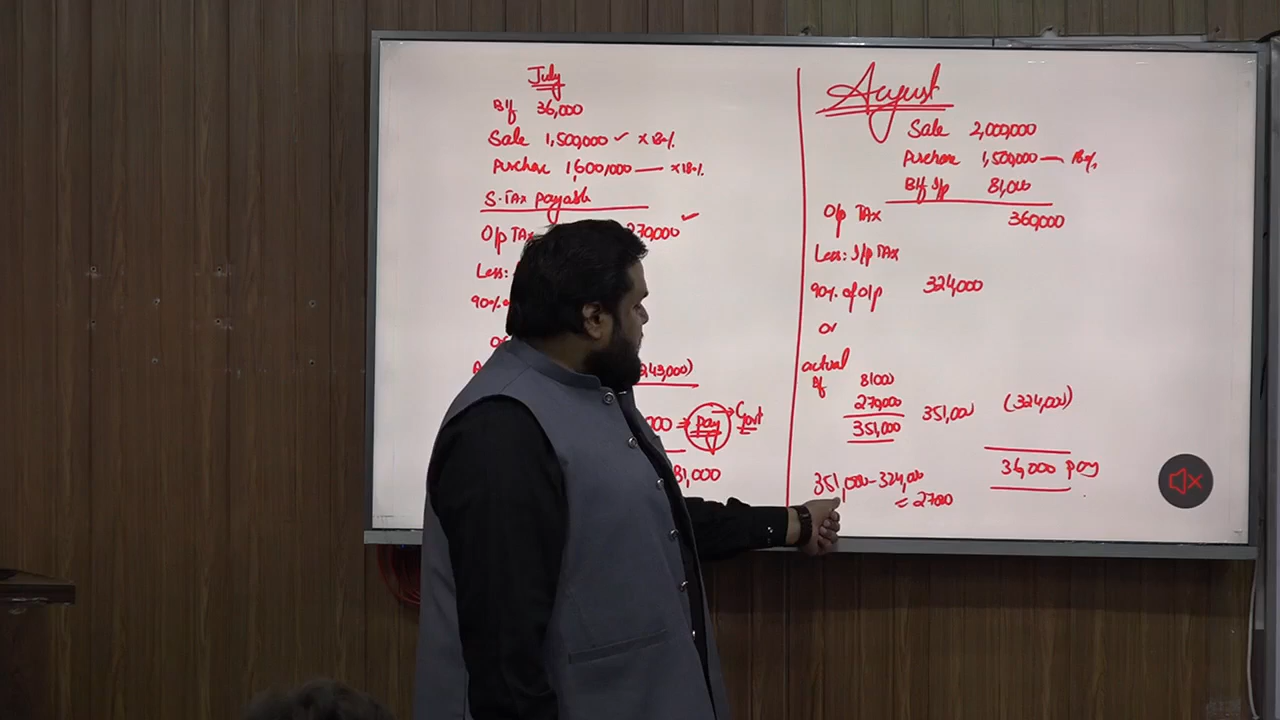 July
B/f 36,000
Sale 1,500,000 ✓ ×18%
Purchase 1,600,000 — ×18%
S.Tax payable
O/p Tax 270,000 ✓
Less:
90% of
or
A 243,000)
000 ⇒ pay → Govt
81,000
August
Sale 2,000,000
Purchase 1,500,000 — 18%
B/f I/p 81,000
O/p Tax 360,000
Less: I/p Tax
90% of o/p 324,000
or
actual
B/f 81000
270,000 351,000 (324,000)
351,000
36,000 pay
351,000-324,000
= 27000